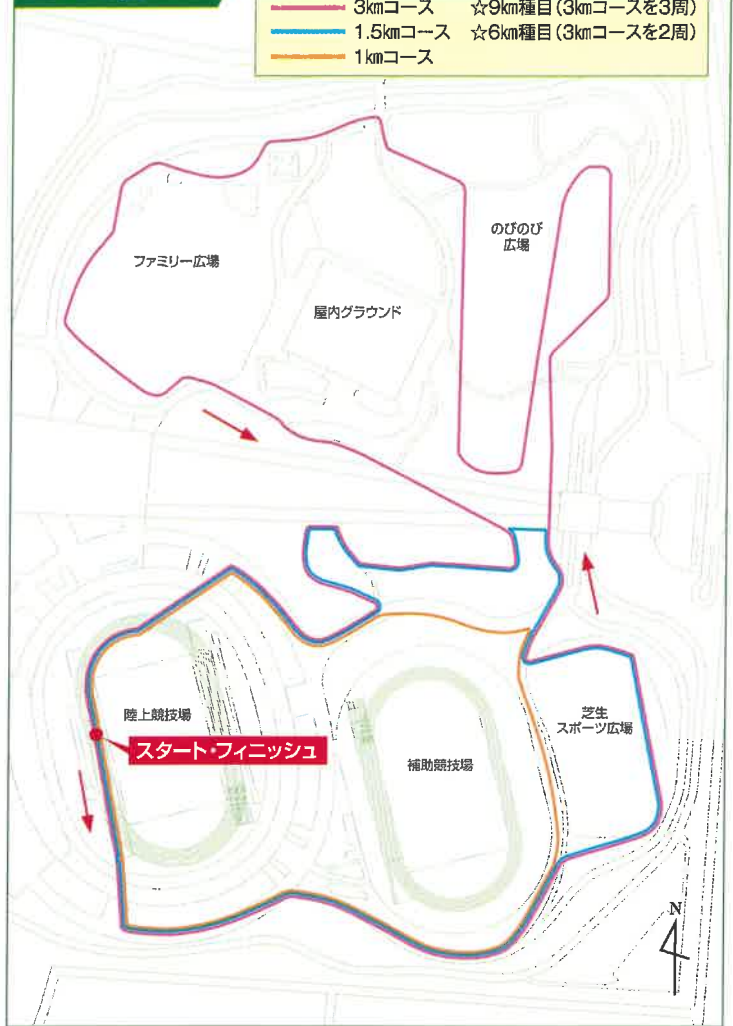 3kmコース ☆9km種目(3kmコースを3周)
1.5kmコース ☆6km種目(3kmコースを2周)
1kmコース
のびのび
広場
ファミリー広場
屋内グラウンド
陸上競技場
スタート・フィニッシュ
芝生
スポーツ広場
補助競技場
N